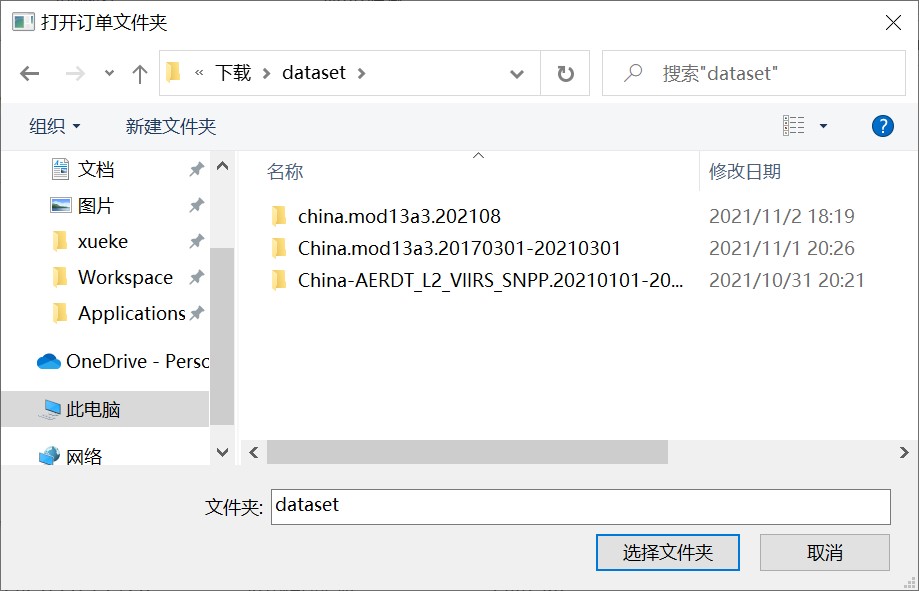 打开订单文件夹
« 下载 › dataset ›
搜索"dataset"
组织
新建文件夹
?
文档
图片
xueke
Workspace
Applications
OneDrive - Perso
此电脑
网络
名称
修改日期
china.mod13a3.202108
2021/11/2 18:19
China.mod13a3.20170301-20210301
2021/11/1 20:26
China-AERDT_L2_VIIRS_SNPP.20210101-20...
2021/10/31 20:21
文件夹:
dataset
选择文件夹
取消